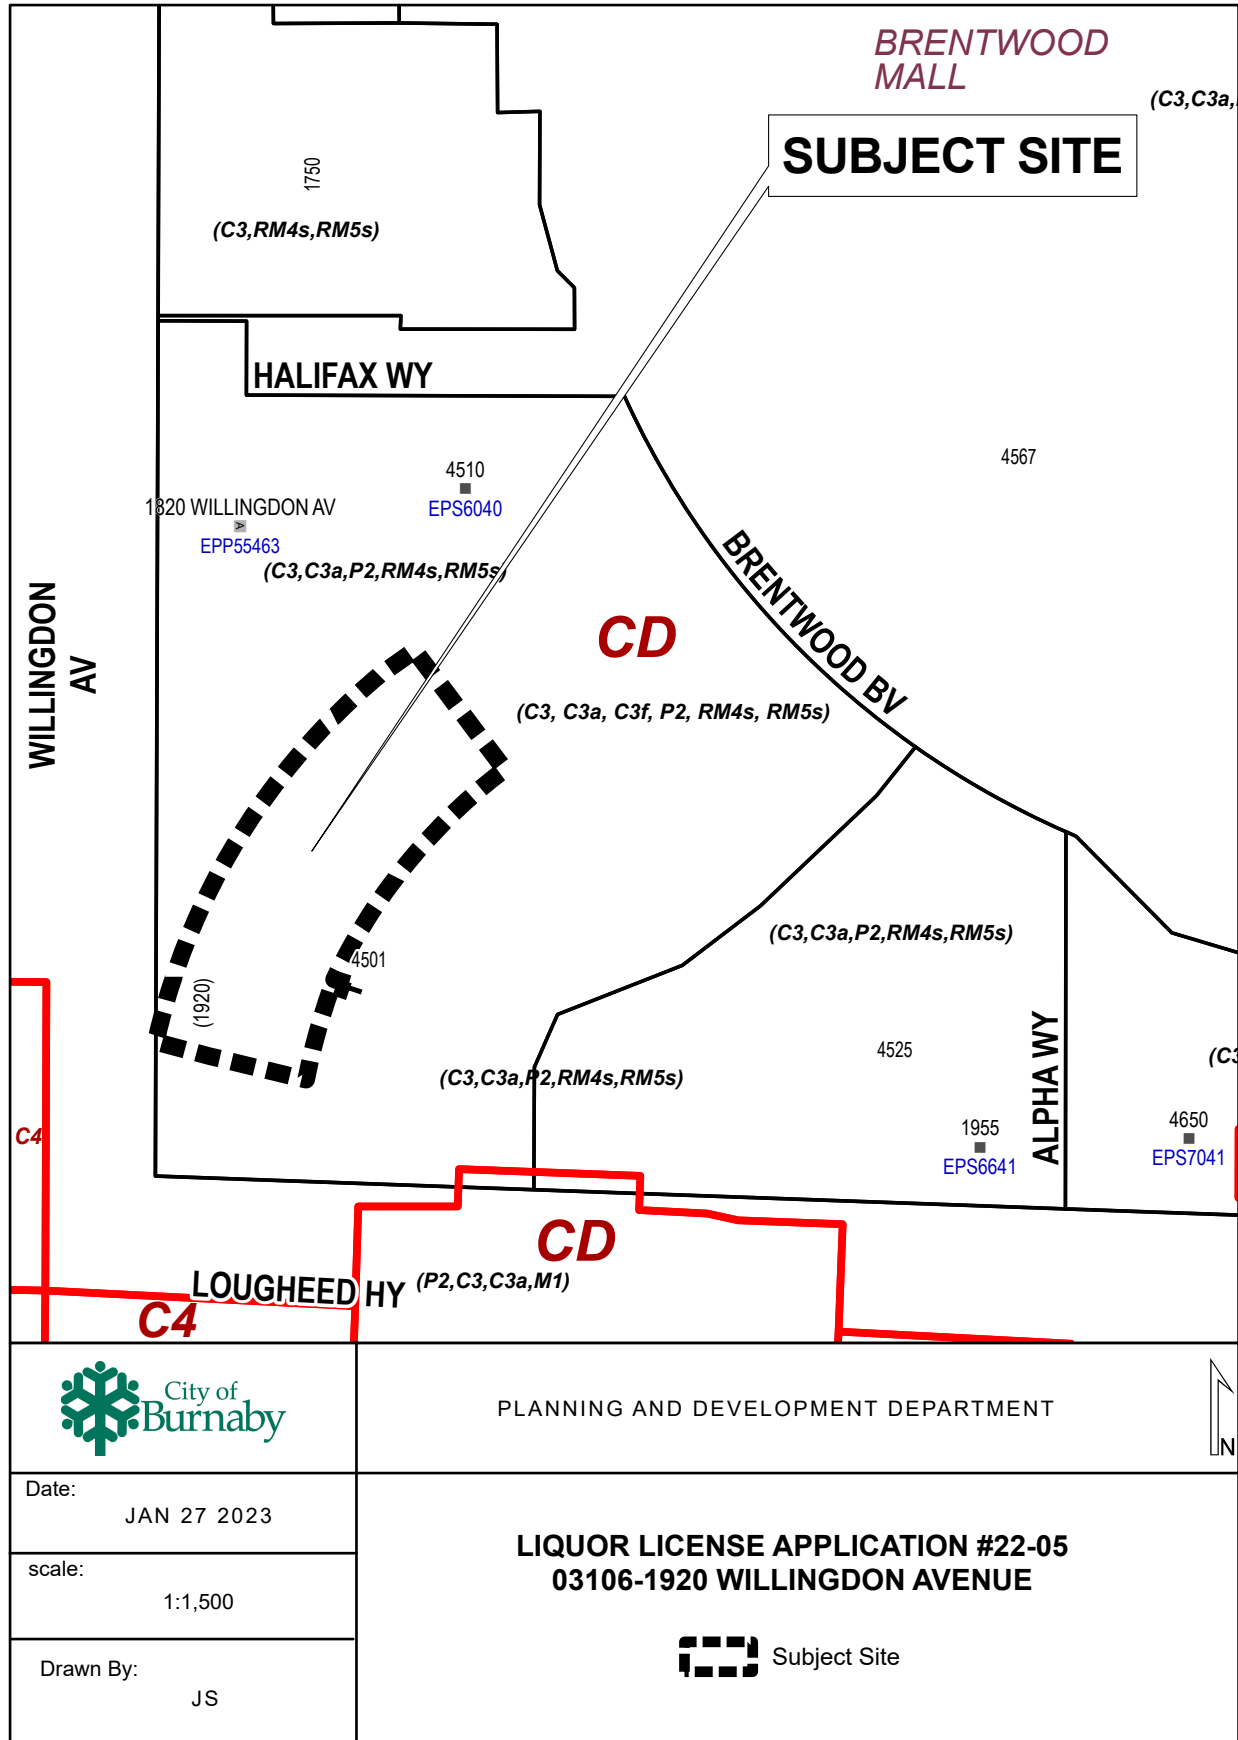 BRENTWOOD
MALL
(C3,C3a,
SUBJECT SITE
1750
(C3,RM4s,RM5s)
HALIFAX WY
4567
4510
EPS6040
1820 WILLINGDON AV
A
EPP55463
(C3,C3a,P2,RM4s,RM5s)
BRENTWOOD BV
WILLINGDON
AV
CD
(C3, C3a, C3f, P2, RM4s, RM5s)
(C3,C3a,P2,RM4s,RM5s)
4501
(1920)
4525
ALPHA WY
(C3
(C3,C3a,P2,RM4s,RM5s)
C4
1955
EPS6641
4650
EPS7041
CD
(P2,C3,C3a,M1)
LOUGHEED HY
C4
City of
Burnaby
PLANNING AND DEVELOPMENT DEPARTMENT
N
Date:
JAN 27 2023
scale:
1:1,500
Drawn By:
JS
LIQUOR LICENSE APPLICATION #22-05
03106-1920 WILLINGDON AVENUE
Subject Site